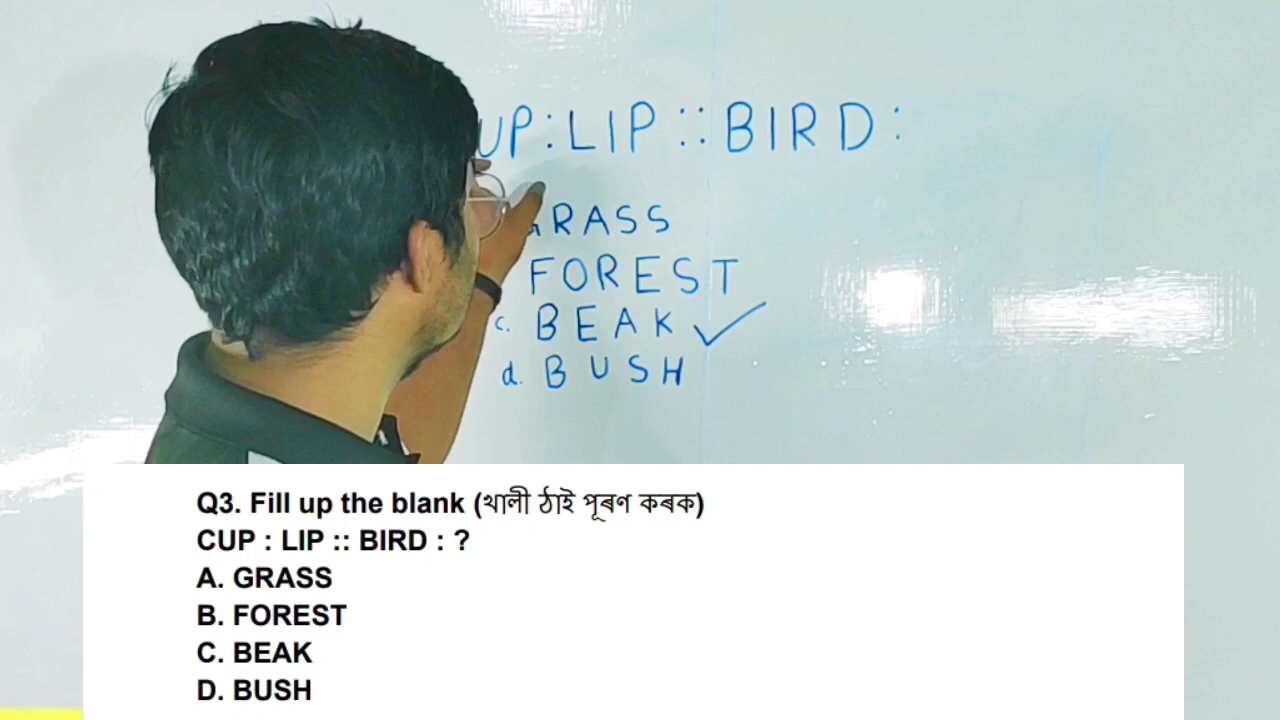 UP : LIP :: BIRD :
RASS
FOREST
c. BEAK ✓
d. BUSH
Q3. Fill up the blank (খালী ঠাই পূৰণ কৰক)
CUP : LIP :: BIRD : ?
A. GRASS
B. FOREST
C. BEAK
D. BUSH